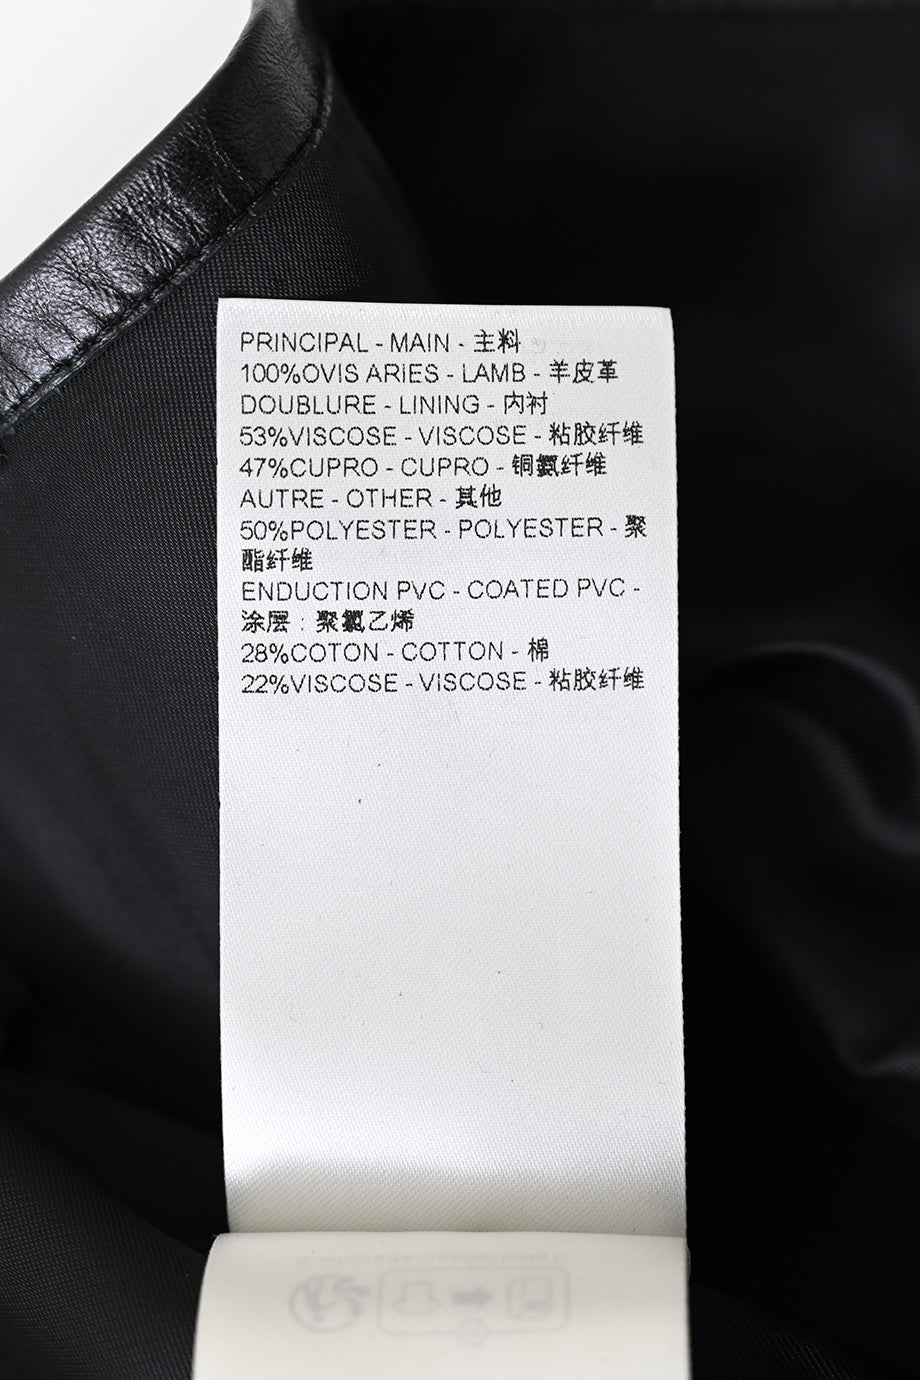 PRINCIPAL - MAIN - 主料
100%OVIS ARIES - LAMB - 羊皮革
DOUBLURE - LINING - 内衬
53%VISCOSE - VISCOSE - 粘胶纤维
47%CUPRO - CUPRO - 铜氨纤维
AUTRE - OTHER - 其他
50%POLYESTER - POLYESTER - 聚
酯纤维
ENDUCTION PVC - COATED PVC -
涂层 : 聚氯乙烯
28%COTON - COTTON - 棉
22%VISCOSE - VISCOSE - 粘胶纤维